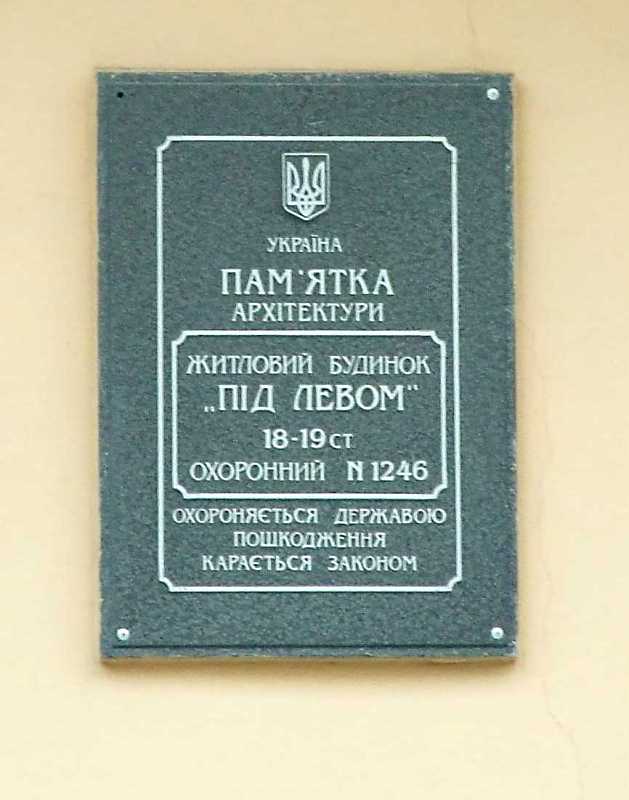 УКРАЇНА
ПАМ'ЯТКА
АРХІТЕКТУРИ
ЖИТЛОВИЙ БУДИНОК
„ПІД ЛЕВОМ"
18-19 СТ
ОХОРОННИЙ N 1246
ОХОРОНЯЄТЬСЯ ДЕРЖАВОЮ
ПОШКОДЖЕННЯ
КАРАЄТЬСЯ ЗАКОНОМ